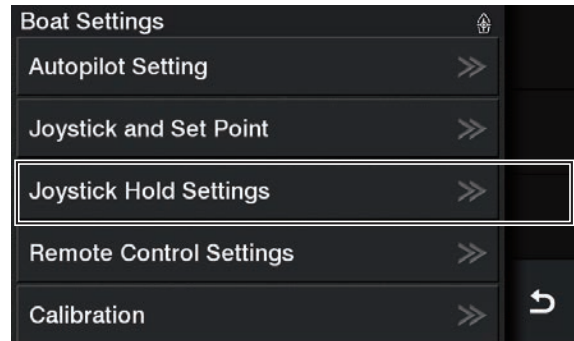 Boat Settings
Autopilot Setting
Joystick and Set Point
Joystick Hold Settings
Remote Control Settings
Calibration